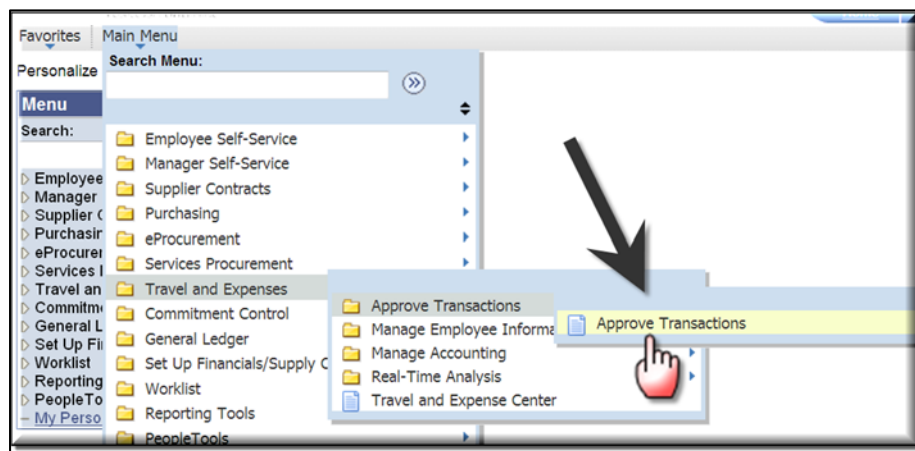 Favorites Main Menu
Personalize
Search Menu:
Menu
Search:
Employee
Manager
Supplier
Purchasin
eProcurem
Services
Travel an
Commitm
General L
Set Up Fi
Worklist
Reporting
PeopleTo
My Perso
Employee Self-Service
Manager Self-Service
Supplier Contracts
Purchasing
eProcurement
Services Procurement
Travel and Expenses
Commitment Control
General Ledger
Set Up Financials/Supply C
Worklist
Reporting Tools
PeopleTools
Approve Transactions
Manage Employee Informa
Manage Accounting
Real-Time Analysis
Travel and Expense Center
Approve Transactions